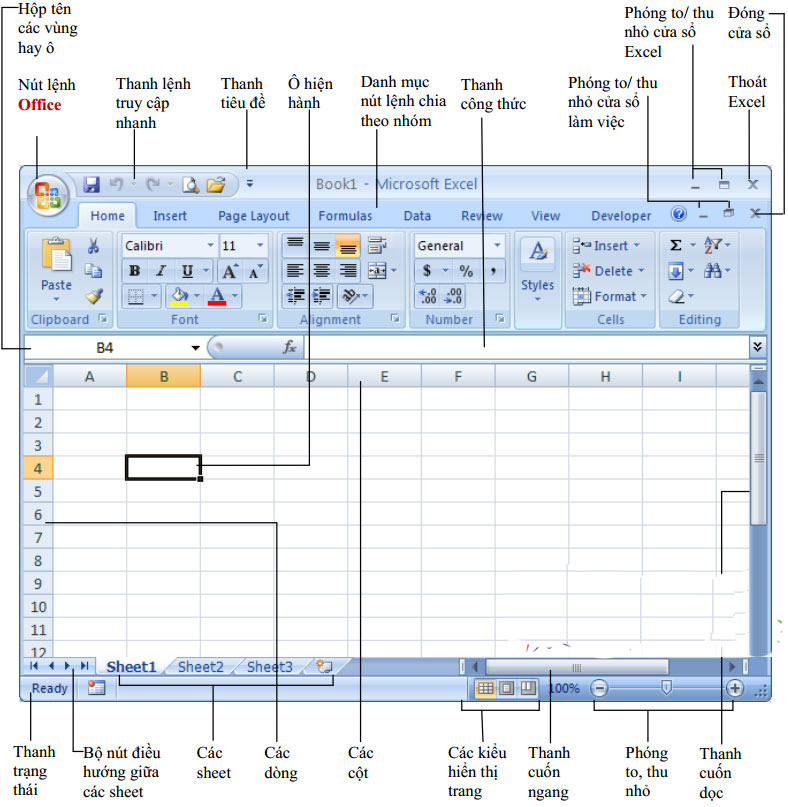 Hộp tên
các vùng
hay ô
Phóng to/ thu
nhỏ cửa sổ
Excel
Đóng
cửa sổ
Nút lệnh
Office
Thanh lệnh
truy cập
nhanh
Thanh
tiêu đề
Ô hiện
hành
Danh mục
nút lệnh chia
theo nhóm
Thanh
công thức
Phóng to/ thu
nhỏ cửa sổ
làm việc
Thoát
Excel
Book1 - Microsoft Excel
Home Insert Page Layout Formulas Data Review View Developer
Calibri 11 General Insert Σ
Paste B I U A A $ % , Styles Delete
A .00 .00 Format
Clipboard Font Alignment Number Cells Editing
B4 fx
A B C D E F G H I
1
2
3
4
5
6
7
8
9
10
11
12
Sheet1 Sheet2 Sheet3
Ready 100%
Thanh
trạng
thái
Bộ nút điều
hướng giữa
các sheet
Các
sheet
Các
dòng
Các
cột
Các kiểu
hiển thị
trang
Thanh
cuốn
ngang
Phóng
to, thu
nhỏ
Thanh
cuốn
dọc